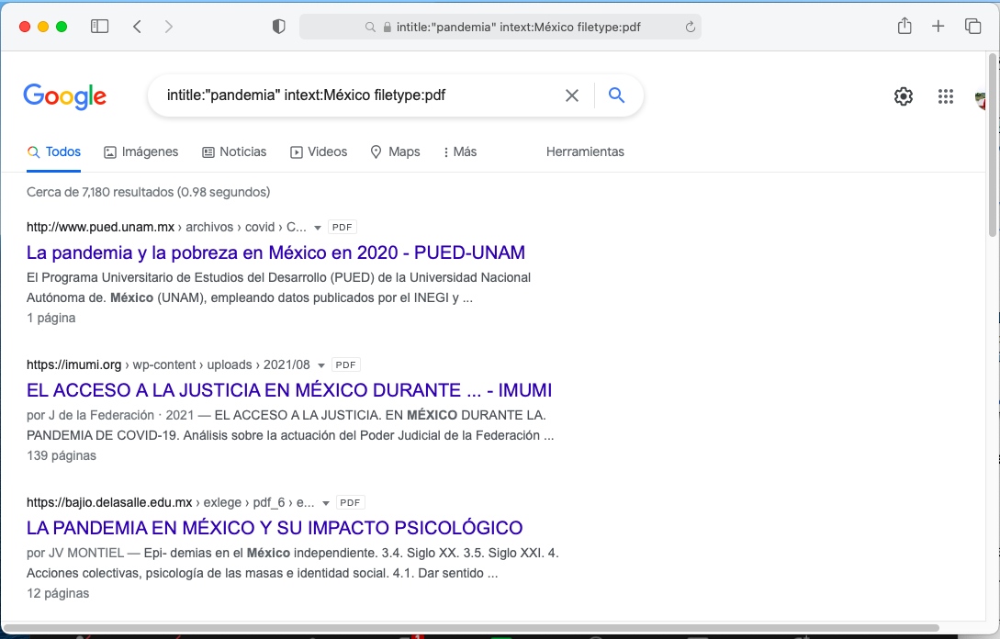 intitle:"pandemia" intext:México filetype:pdf
Google
intitle:"pandemia" intext:México filetype:pdf
Todos Imágenes Noticias Videos Maps Más Herramientas
Cerca de 7,180 resultados (0.98 segundos)
http://www.pued.unam.mx › archivos › covid › C... PDF
La pandemia y la pobreza en México en 2020 - PUED-UNAM
El Programa Universitario de Estudios del Desarrollo (PUED) de la Universidad Nacional
Autónoma de. México (UNAM), empleando datos publicados por el INEGI y ...
1 página
https://imumi.org › wp-content › uploads › 2021/08 PDF
EL ACCESO A LA JUSTICIA EN MÉXICO DURANTE ... - IMUMI
por J de la Federación · 2021 — EL ACCESO A LA JUSTICIA. EN MÉXICO DURANTE LA.
PANDEMIA DE COVID-19. Análisis sobre la actuación del Poder Judicial de la Federación ...
139 páginas
https://bajio.delasalle.edu.mx › exlege › pdf_6 › e... PDF
LA PANDEMIA EN MÉXICO Y SU IMPACTO PSICOLÓGICO
por JV MONTIEL — Epi- demias en el México independiente. 3.4. Siglo XX. 3.5. Siglo XXI. 4.
Acciones colectivas, psicología de las masas e identidad social. 4.1. Dar sentido ...
12 páginas